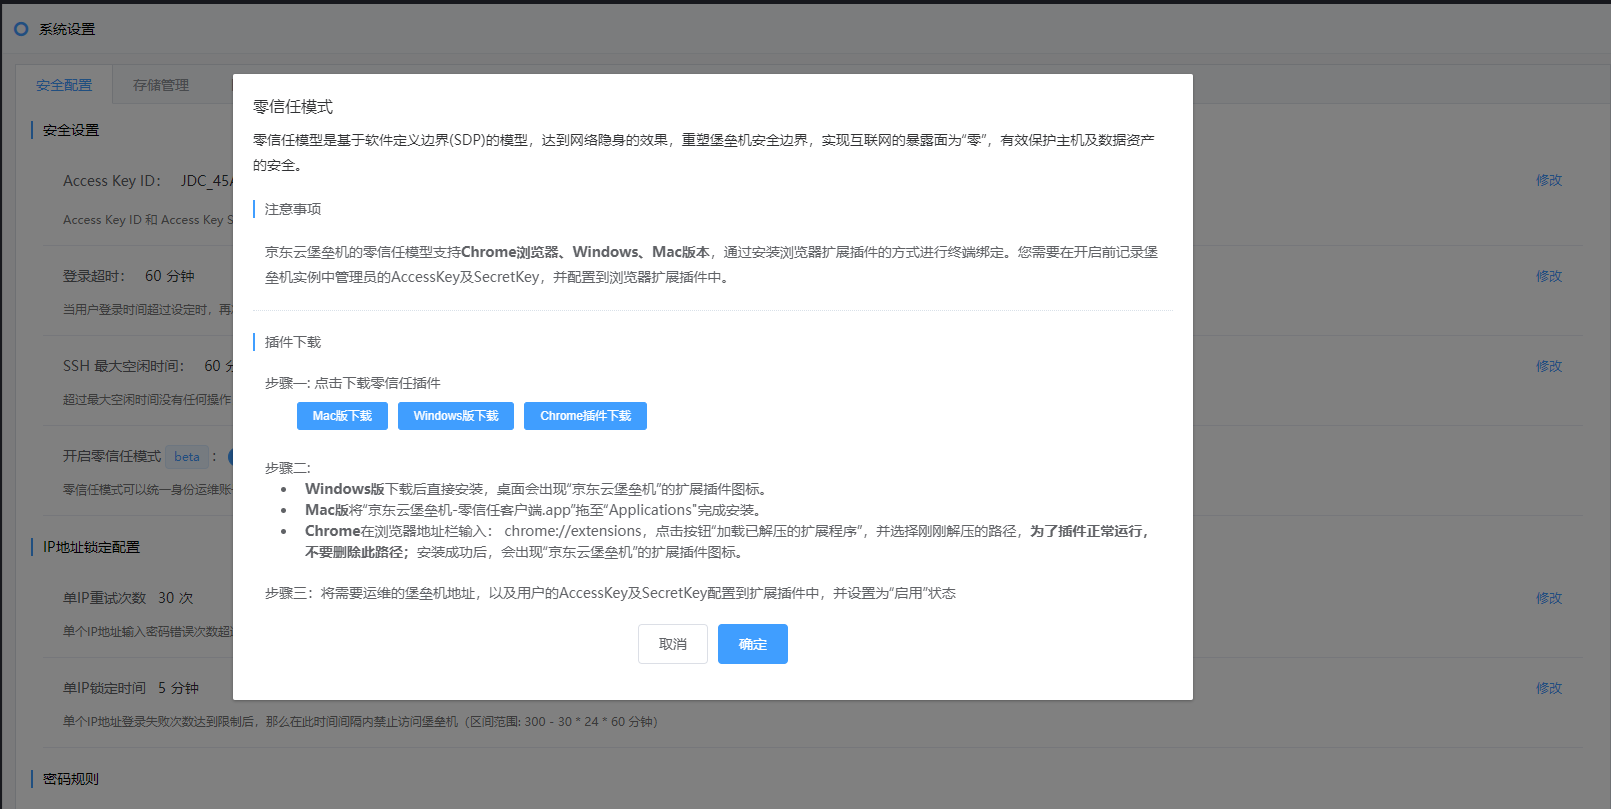 系统设置
安全配置 存储管理
安全设置
Access Key ID： JDC_45A
修改
Access Key ID 和 Access Key S
登录超时： 60 分钟
修改
当用户登录时间超过设定时，再
SSH 最大空闲时间： 60 分
修改
超过最大空闲时间没有任何操作
开启零信任模式 beta ：
零信任模式可以统一身份运维账
IP地址锁定配置
单IP重试次数 30 次
修改
单个IP地址输入密码错误次数超
单IP锁定时间 5 分钟
修改
单个IP地址登录失败次数达到限制后，那么在此时间间隔内禁止访问堡垒机（区间范围: 300 - 30 * 24 * 60 分钟）
密码规则
零信任模式
零信任模型是基于软件定义边界(SDP)的模型，达到网络隐身的效果，重塑堡垒机安全边界，实现互联网的暴露面为“零”，有效保护主机及数据资产
的安全。
注意事项
京东云堡垒机的零信任模型支持Chrome浏览器、Windows、Mac版本，通过安装浏览器扩展插件的方式进行终端绑定。您需要在开启前记录堡
垒机实例中管理员的AccessKey及SecretKey，并配置到浏览器扩展插件中。
插件下载
步骤一: 点击下载零信任插件
Mac版下载 Windows版下载 Chrome插件下载
步骤二:
• Windows版下载后直接安装，桌面会出现“京东云堡垒机”的扩展插件图标。
• Mac版将“京东云堡垒机-零信任客户端.app”拖至“Applications"完成安装。
• Chrome在浏览器地址栏输入： chrome://extensions，点击按钮“加载已解压的扩展程序”，并选择刚刚解压的路径，为了插件正常运行，
不要删除此路径；安装成功后，会出现“京东云堡垒机”的扩展插件图标。
步骤三：将需要运维的堡垒机地址，以及用户的AccessKey及SecretKey配置到扩展插件中，并设置为“启用”状态
取消 确定